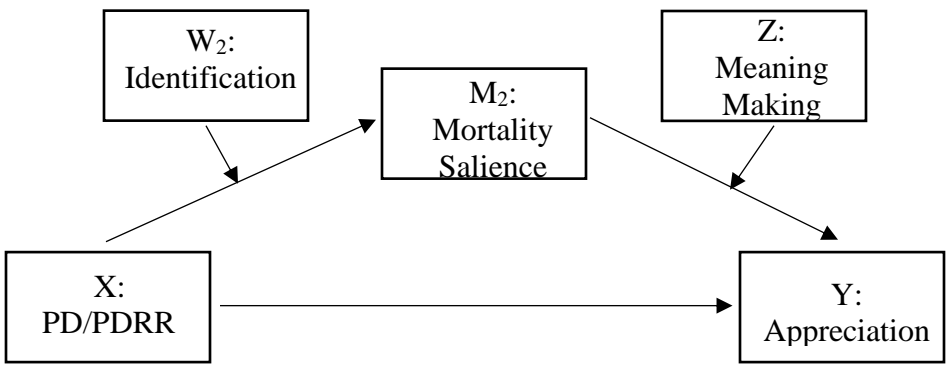 W₂:
Identification
M₂:
Mortality
Salience
Z:
Meaning
Making
X:
PD/PDRR
Y:
Appreciation